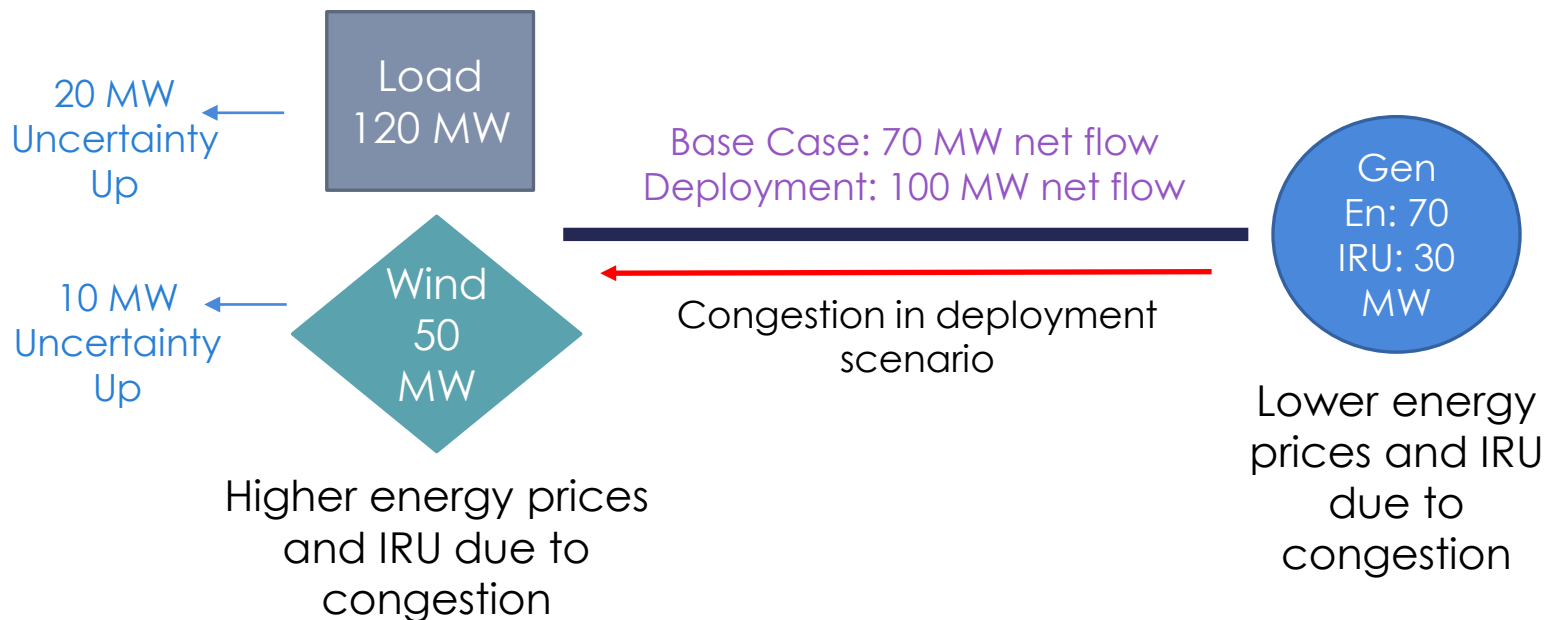 20 MW
Uncertainty
Up
Load
120 MW
Base Case: 70 MW net flow
Deployment: 100 MW net flow
Gen
En: 70
IRU: 30
MW
10 MW
Uncertainty
Up
Wind
50
MW
Congestion in deployment
scenario
Higher energy prices
and IRU due to
congestion
Lower energy
prices and IRU
due to
congestion